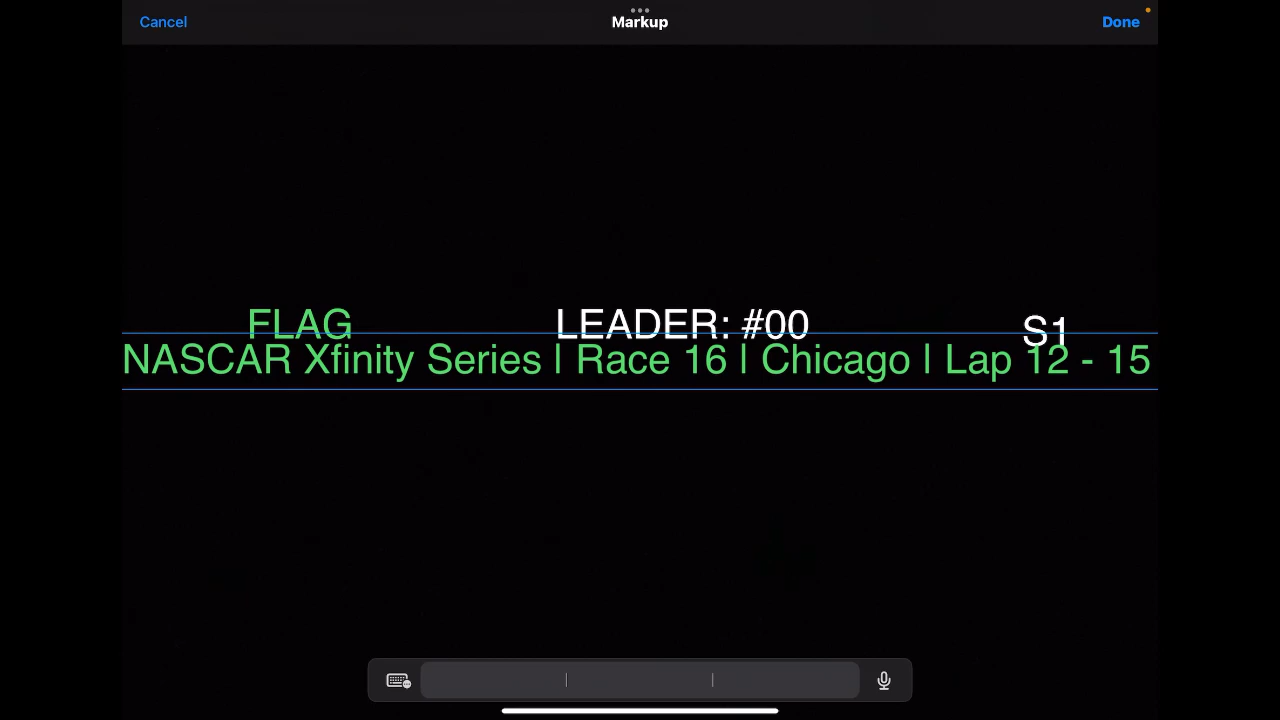 Cancel
Markup
Done
FLAG
LEADER: #00
S1
NASCAR Xfinity Series | Race 16 | Chicago | Lap 12 - 15